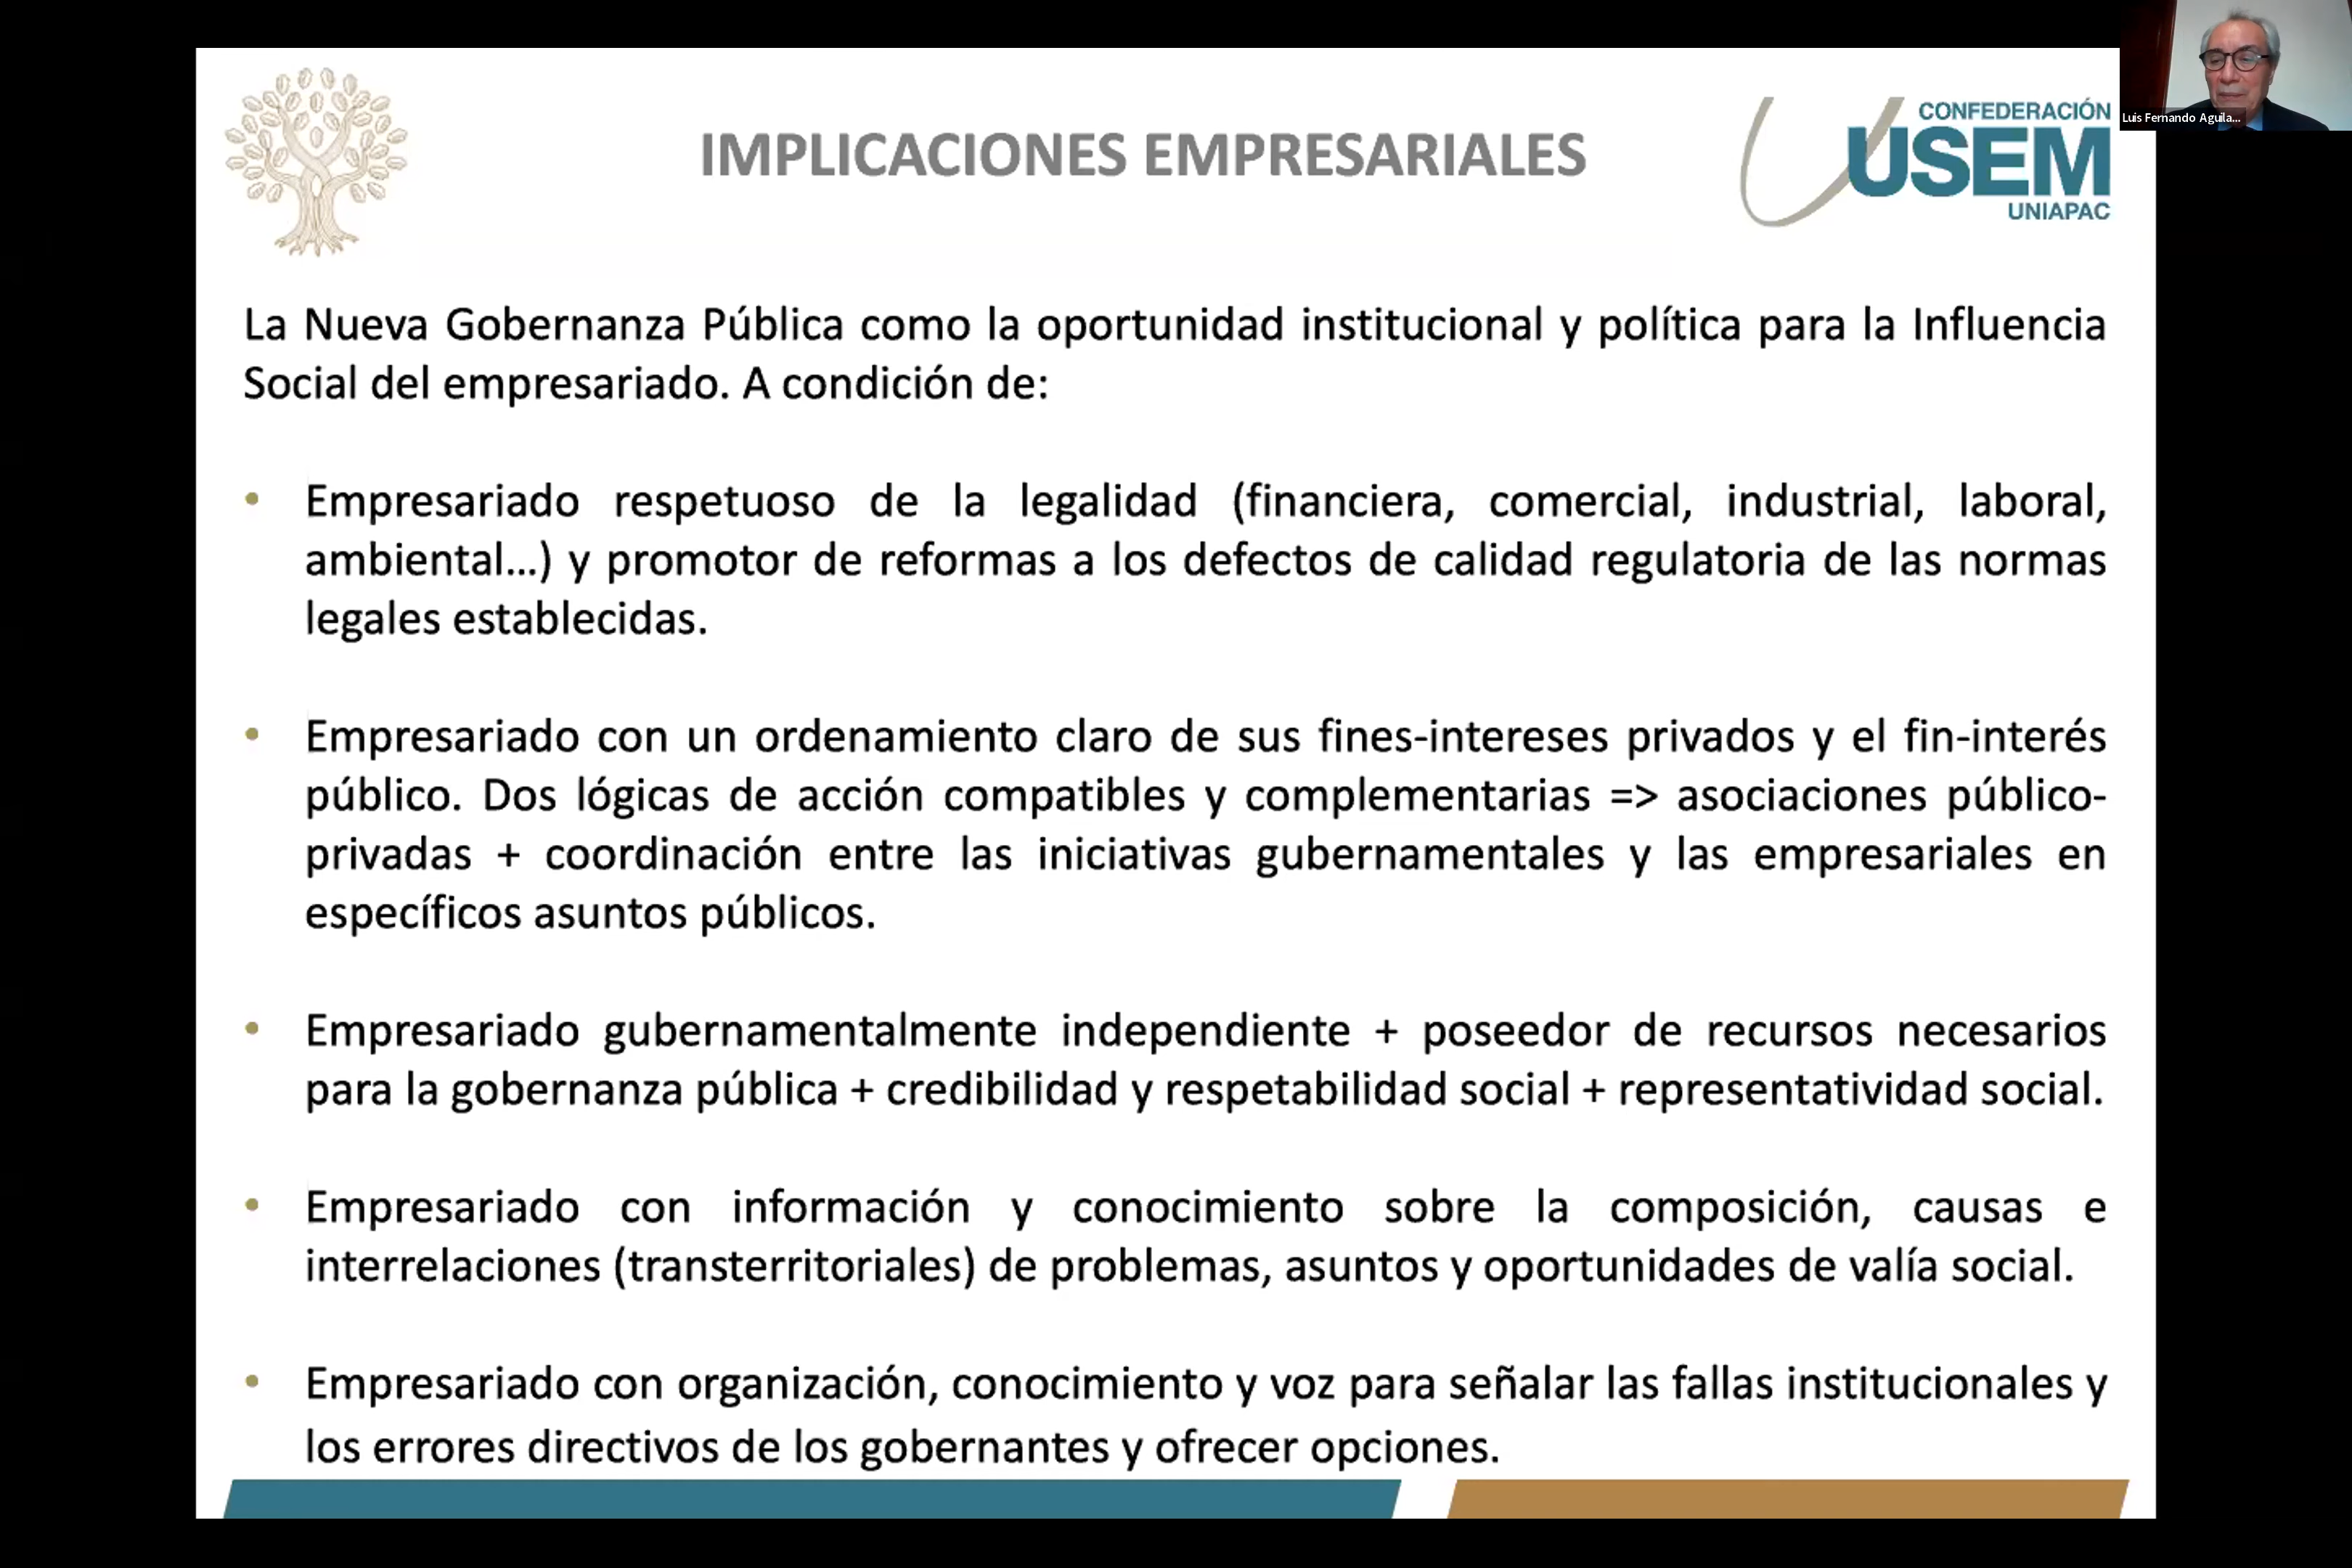 IMPLICACIONES EMPRESARIALES
CONFEDERACIÓN
USEM
UNIAPAC
Luis Fernando Aguila...
La Nueva Gobernanza Pública como la oportunidad institucional y política para la Influencia
Social del empresariado. A condición de:
• Empresariado respetuoso de la legalidad (financiera, comercial, industrial, laboral,
ambiental...) y promotor de reformas a los defectos de calidad regulatoria de las normas
legales establecidas.
• Empresariado con un ordenamiento claro de sus fines-intereses privados y el fin-interés
público. Dos lógicas de acción compatibles y complementarias => asociaciones público-
privadas + coordinación entre las iniciativas gubernamentales y las empresariales en
específicos asuntos públicos.
• Empresariado gubernamentalmente independiente + poseedor de recursos necesarios
para la gobernanza pública + credibilidad y respetabilidad social + representatividad social.
• Empresariado con información y conocimiento sobre la composición, causas e
interrelaciones (transterritoriales) de problemas, asuntos y oportunidades de valía social.
• Empresariado con organización, conocimiento y voz para señalar las fallas institucionales y
los errores directivos de los gobernantes y ofrecer opciones.